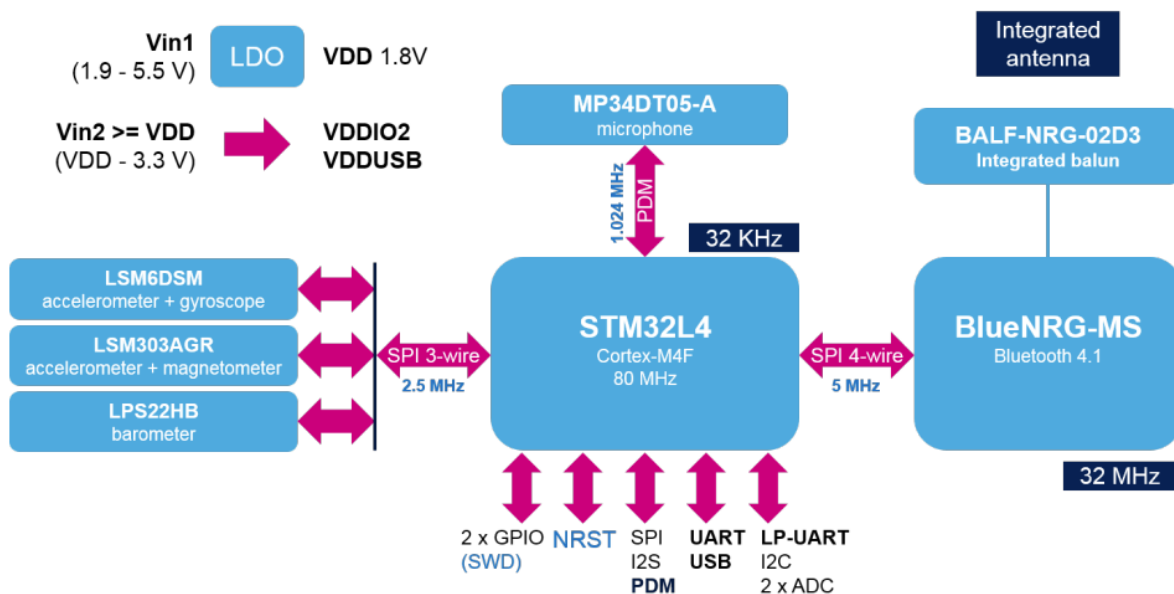 Vin1
(1.9 - 5.5 V)
LDO
VDD 1.8V
Vin2 >= VDD
(VDD - 3.3 V)
VDDIO2
VDDUSB
Integrated
antenna
MP34DT05-A
microphone
BALF-NRG-02D3
Integrated balun
1.024 MHz
PDM
32 KHz
LSM6DSM
accelerometer + gyroscope
LSM303AGR
accelerometer + magnetometer
LPS22HB
barometer
SPI 3-wire
2.5 MHz
STM32L4
Cortex-M4F
80 MHz
SPI 4-wire
5 MHz
BlueNRG-MS
Bluetooth 4.1
32 MHz
2 x GPIO
(SWD)
NRST
SPI
I2S
PDM
UART
USB
LP-UART
I2C
2 x ADC